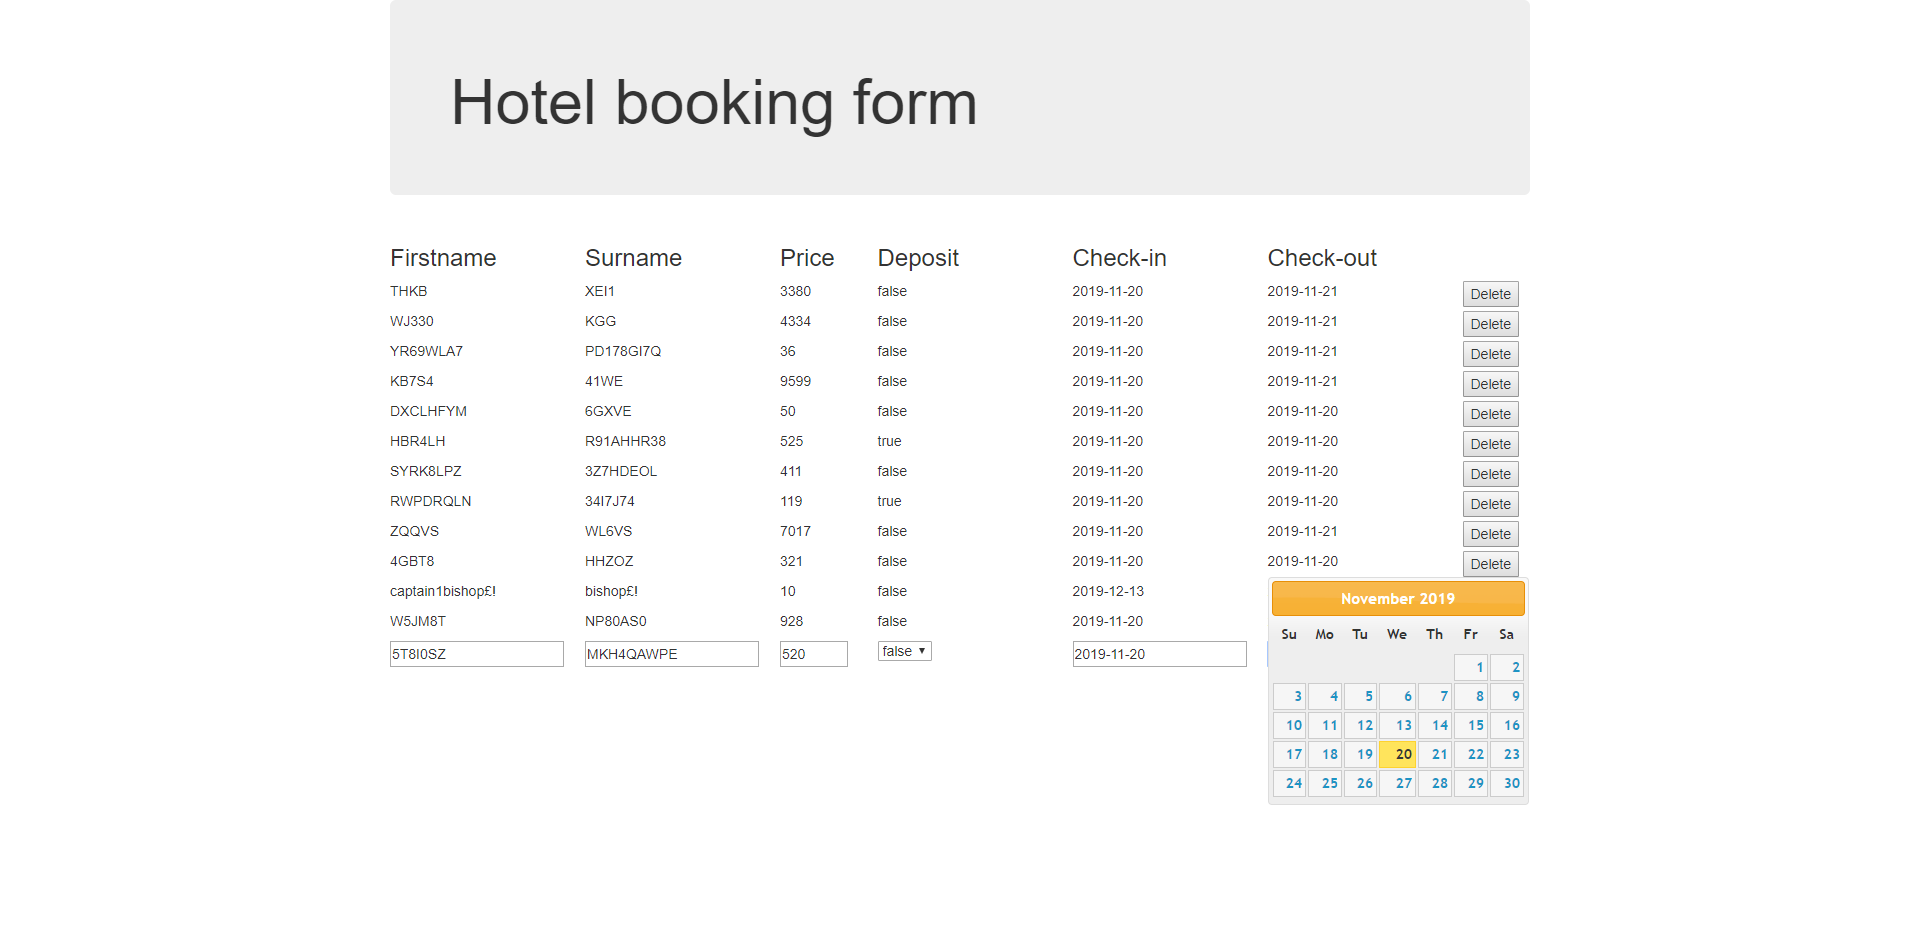 Hotel booking form
Firstname Surname Price Deposit Check-in Check-out
THKB XEI1 3380 false 2019-11-20 2019-11-21 Delete
WJ330 KGG 4334 false 2019-11-20 2019-11-21 Delete
YR69WLA7 PD178GI7Q 36 false 2019-11-20 2019-11-21 Delete
KB7S4 41WE 9599 false 2019-11-20 2019-11-21 Delete
DXCLHFYM 6GXVE 50 false 2019-11-20 2019-11-20 Delete
HBR4LH R91AHHR38 525 true 2019-11-20 2019-11-20 Delete
SYRK8LPZ 3Z7HDEOL 411 false 2019-11-20 2019-11-20 Delete
RWPDRQLN 34I7J74 119 true 2019-11-20 2019-11-20 Delete
ZQQVS WL6VS 7017 false 2019-11-20 2019-11-21 Delete
4GBT8 HHZOZ 321 false 2019-11-20 2019-11-20 Delete
captain1bishop£! bishop£! 10 false 2019-12-13
W5JM8T NP80AS0 928 false 2019-11-20
5T8I0SZ MKH4QAWPE 520 false 2019-11-20
November 2019
Su Mo Tu We Th Fr Sa
1 2
3 4 5 6 7 8 9
10 11 12 13 14 15 16
17 18 19 20 21 22 23
24 25 26 27 28 29 30